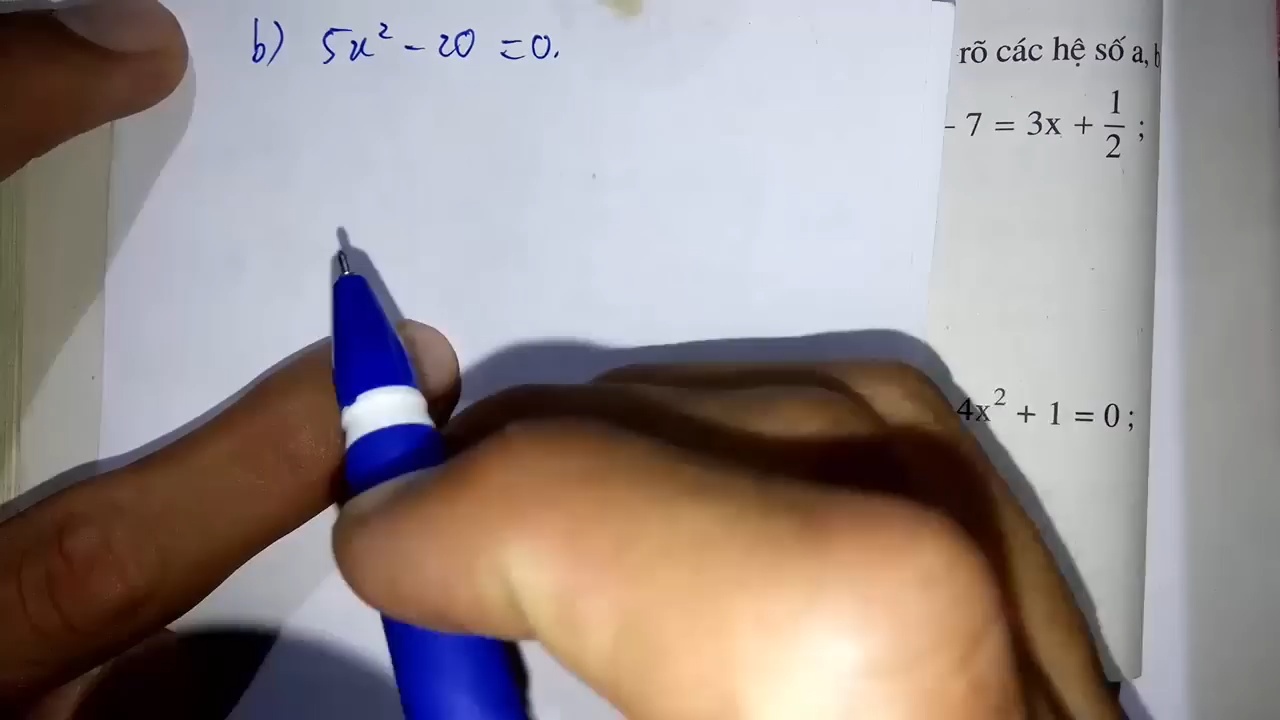 b) 5x² - 20 = 0.
rõ các hệ số a,
- 7 = 3x + 1/2 ;
4x² + 1 = 0 ;